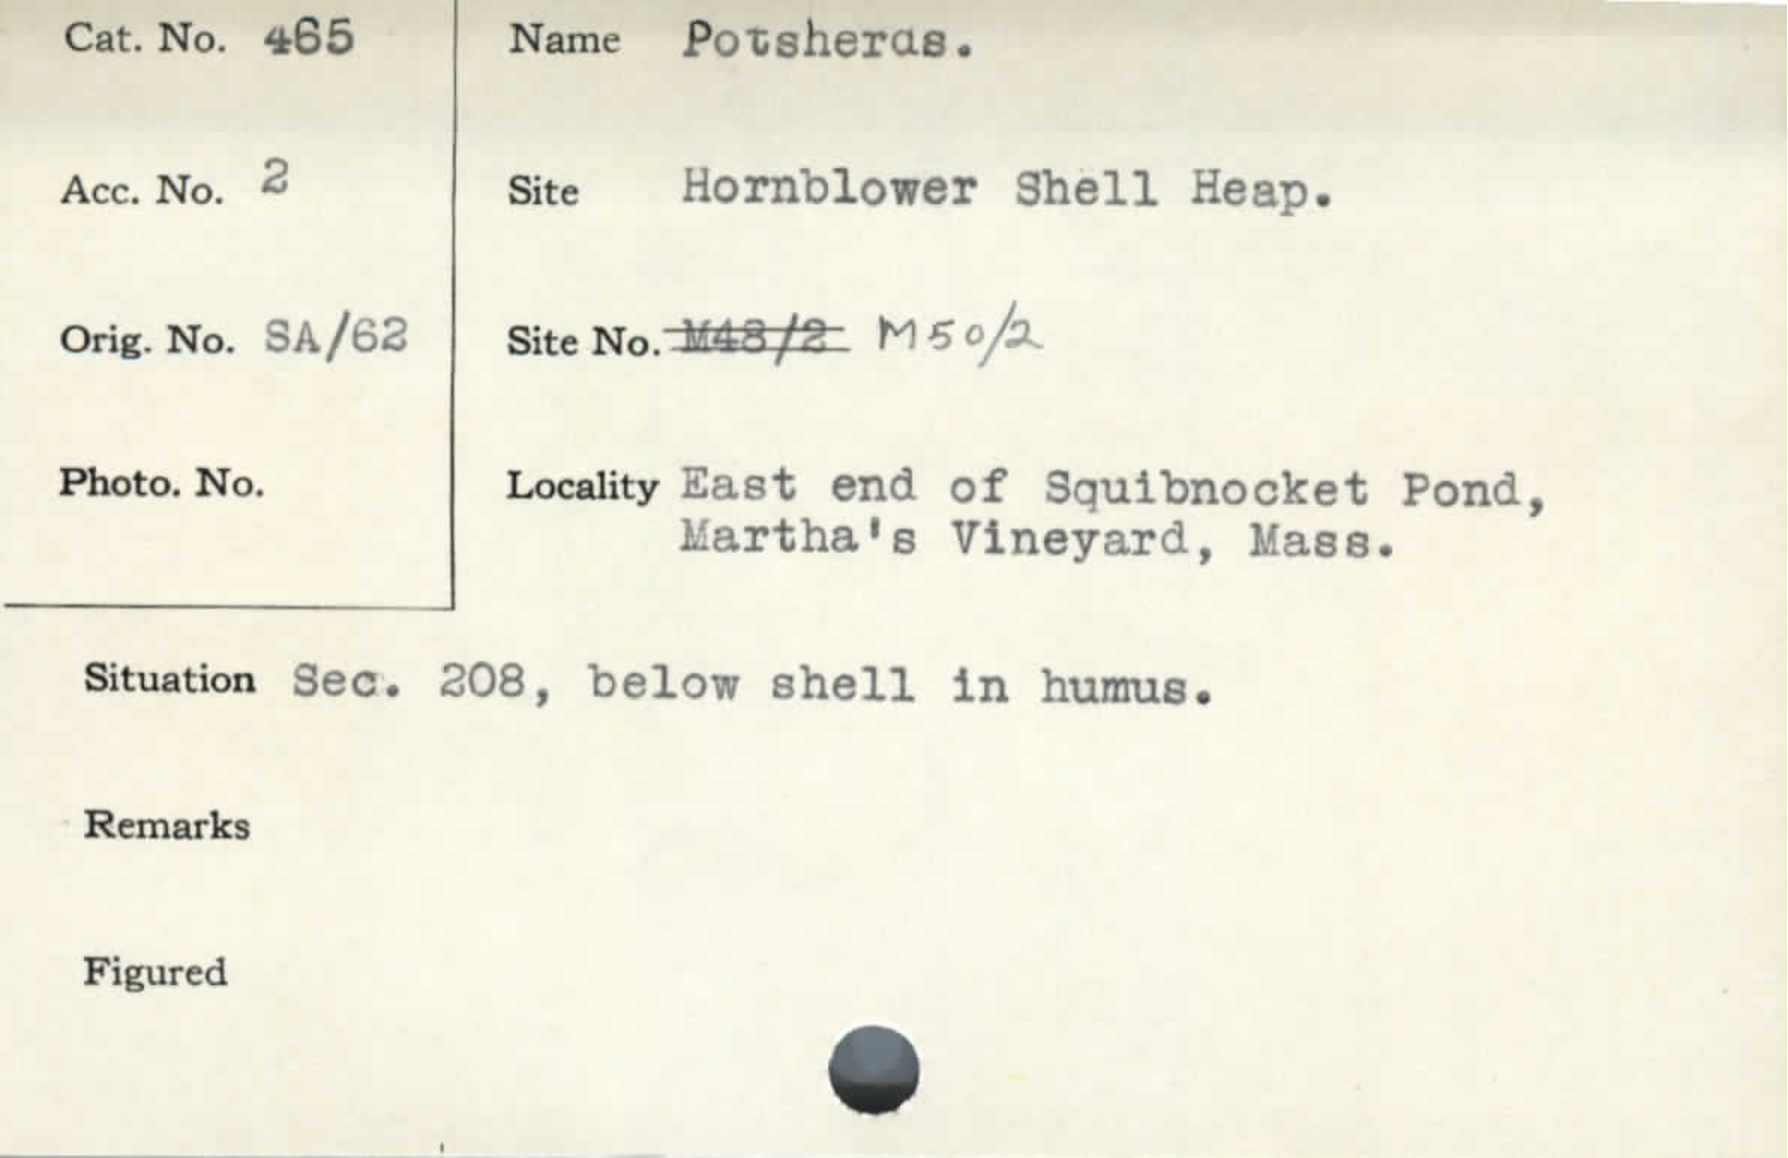 Cat. No. 465
Name Potsherds.
Acc. No. 2
Site Hornblower Shell Heap.
Orig. No. SA/62
Site No. M48/2 M50/2
Photo. No.
Locality East end of Squibnocket Pond,
Martha's Vineyard, Mass.
Situation Sec. 208, below shell in humus.
Remarks
Figured